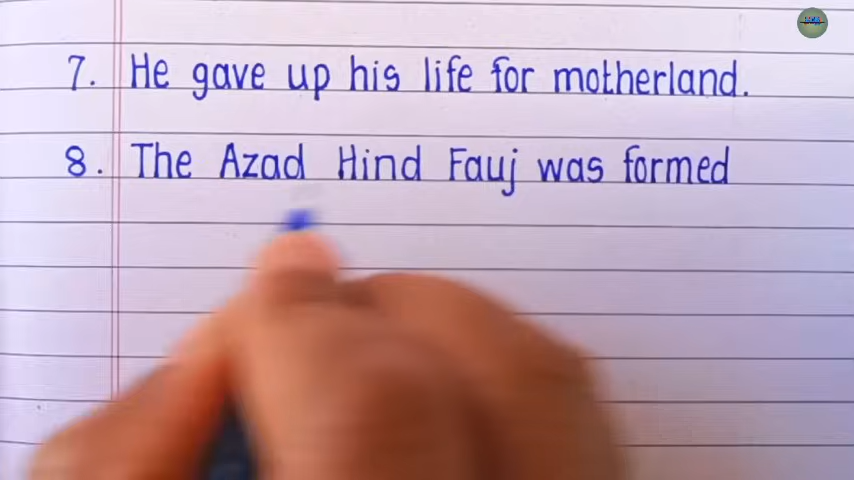 7. He gave up his life for motherland.
8. The Azad Hind Fauj was formed